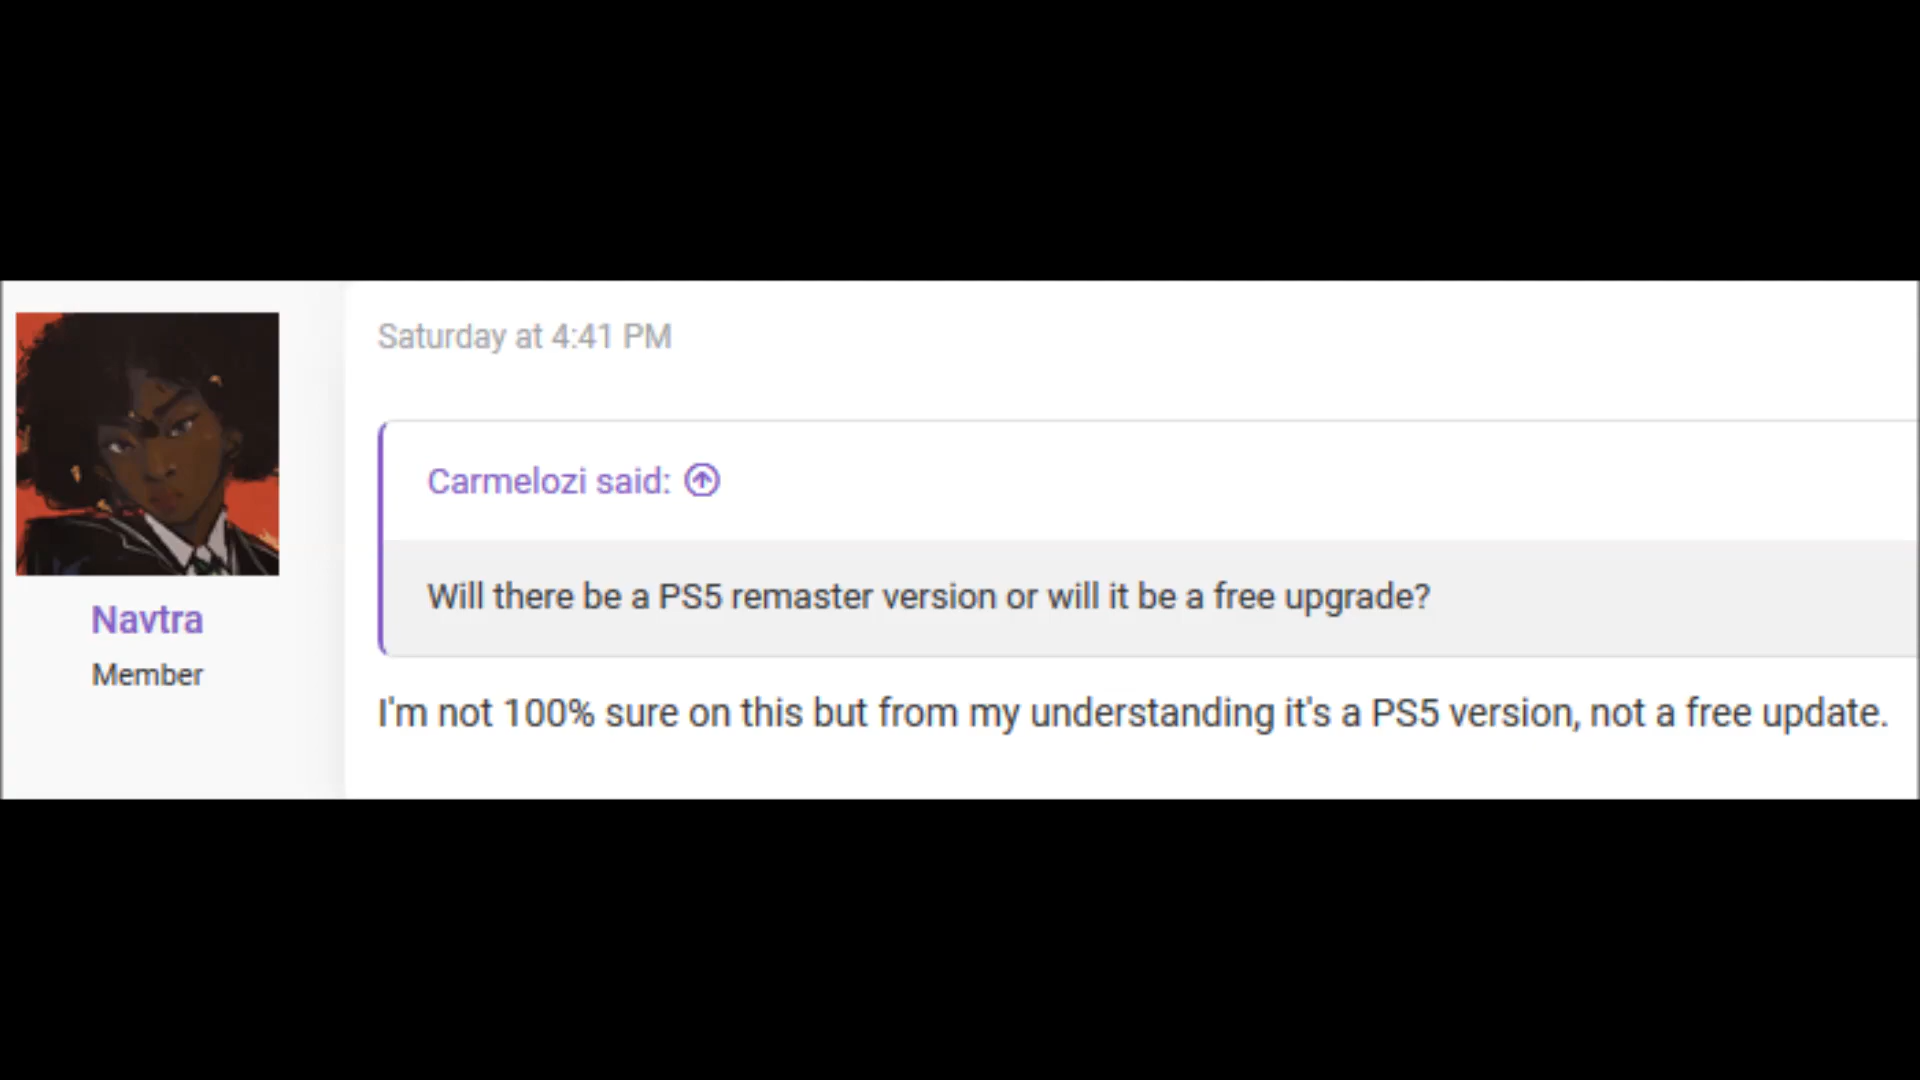 Saturday at 4:41 PM
Carmelozi said:
Will there be a PS5 remaster version or will it be a free upgrade?
Navtra
Member
I'm not 100% sure on this but from my understanding it's a PS5 version, not a free update.